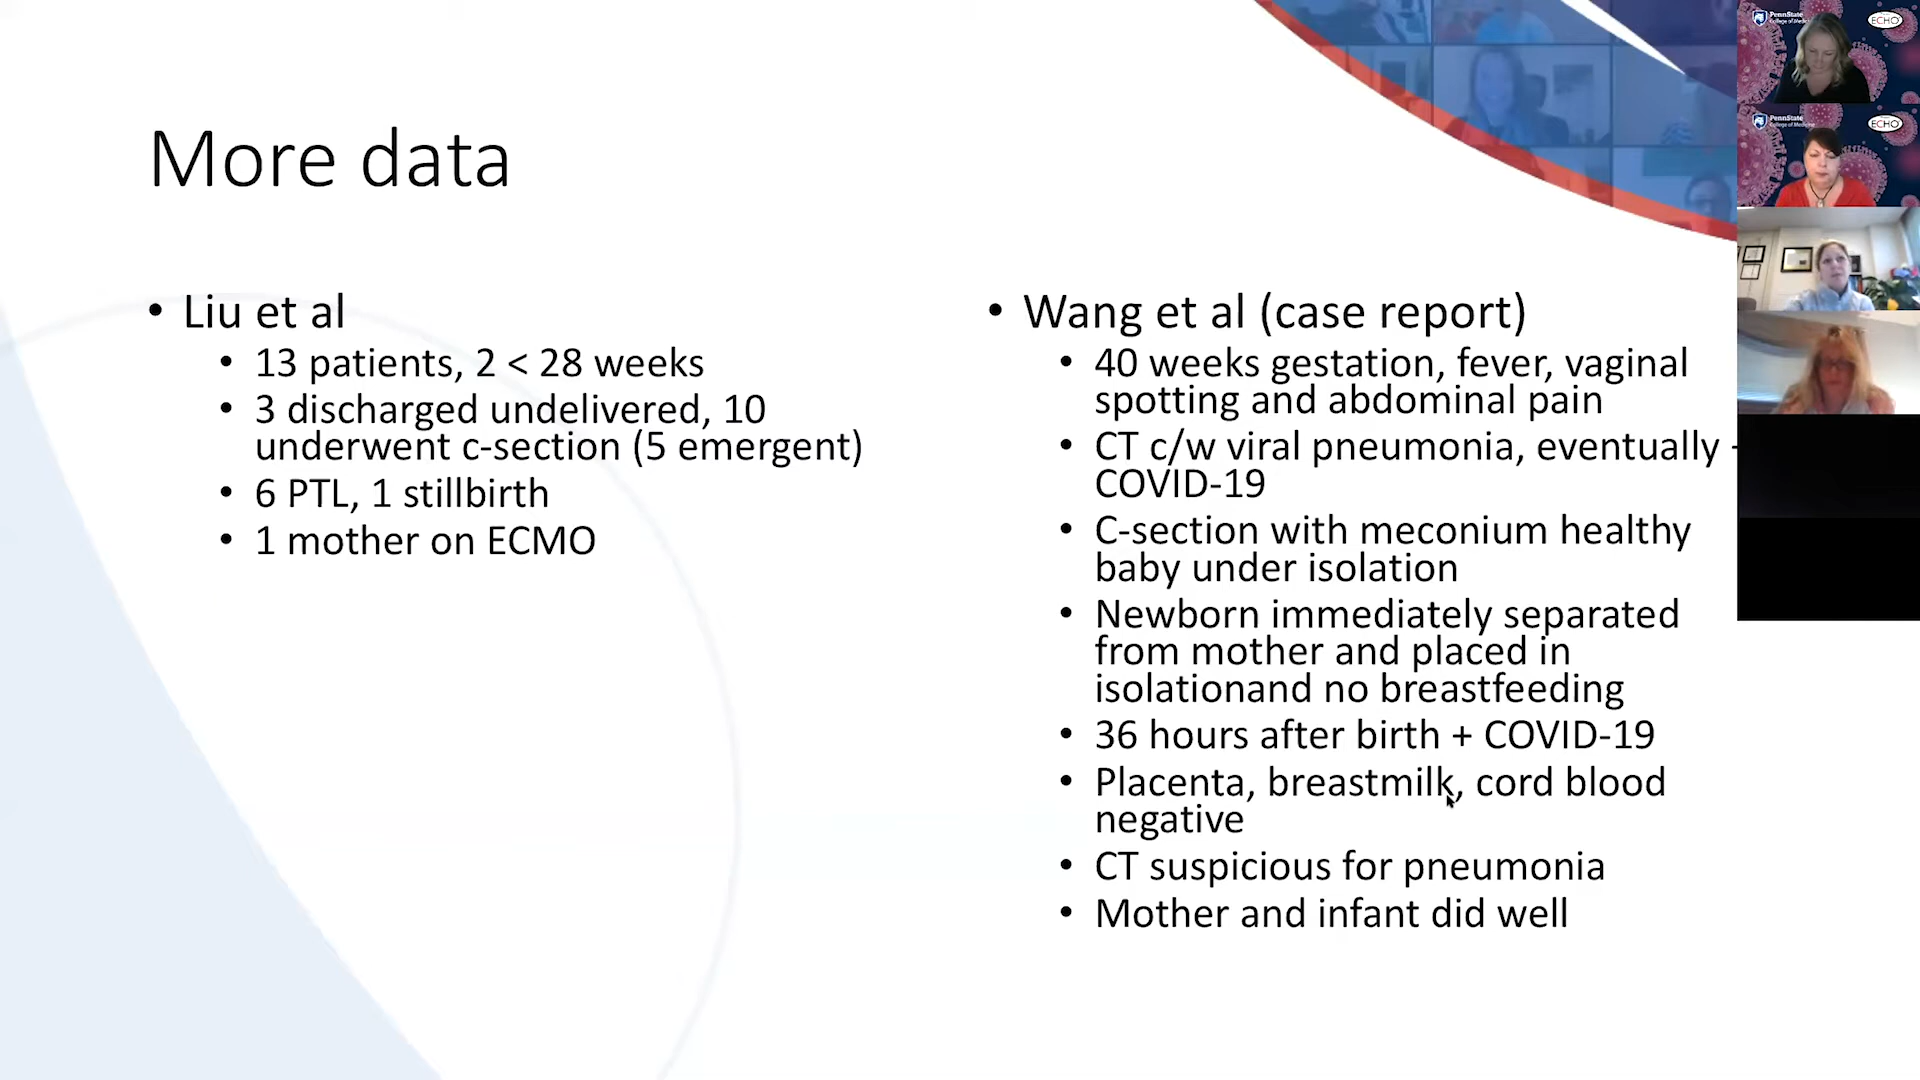 More data
• Liu et al
• 13 patients, 2 < 28 weeks
• 3 discharged undelivered, 10
underwent c-section (5 emergent)
• 6 PTL, 1 stillbirth
• 1 mother on ECMO
• Wang et al (case report)
• 40 weeks gestation, fever, vaginal
spotting and abdominal pain
• CT c/w viral pneumonia, eventually
COVID-19
• C-section with meconium healthy
baby under isolation
• Newborn immediately separated
from mother and placed in
isolationand no breastfeeding
• 36 hours after birth + COVID-19
• Placenta, breastmilk, cord blood
negative
• CT suspicious for pneumonia
• Mother and infant did well
PennState
ECHO
PennState
ECHO